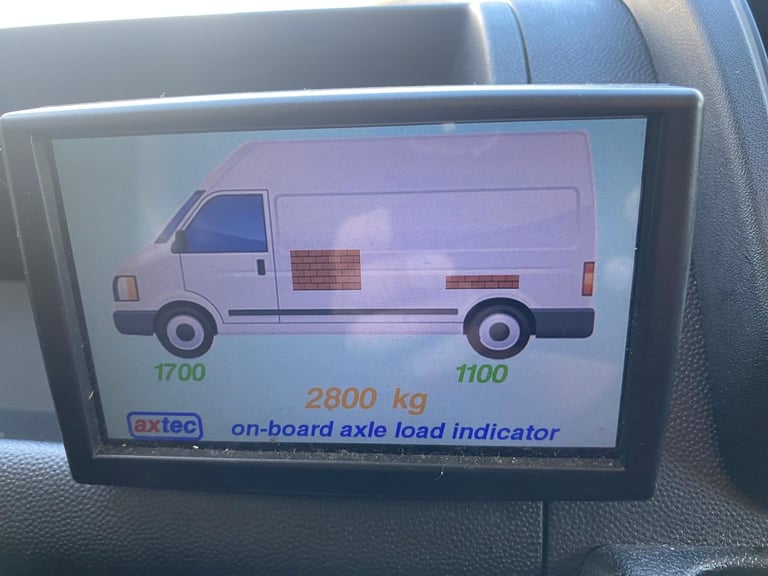 1700 1100
2800 kg
axtec on-board axle load indicator